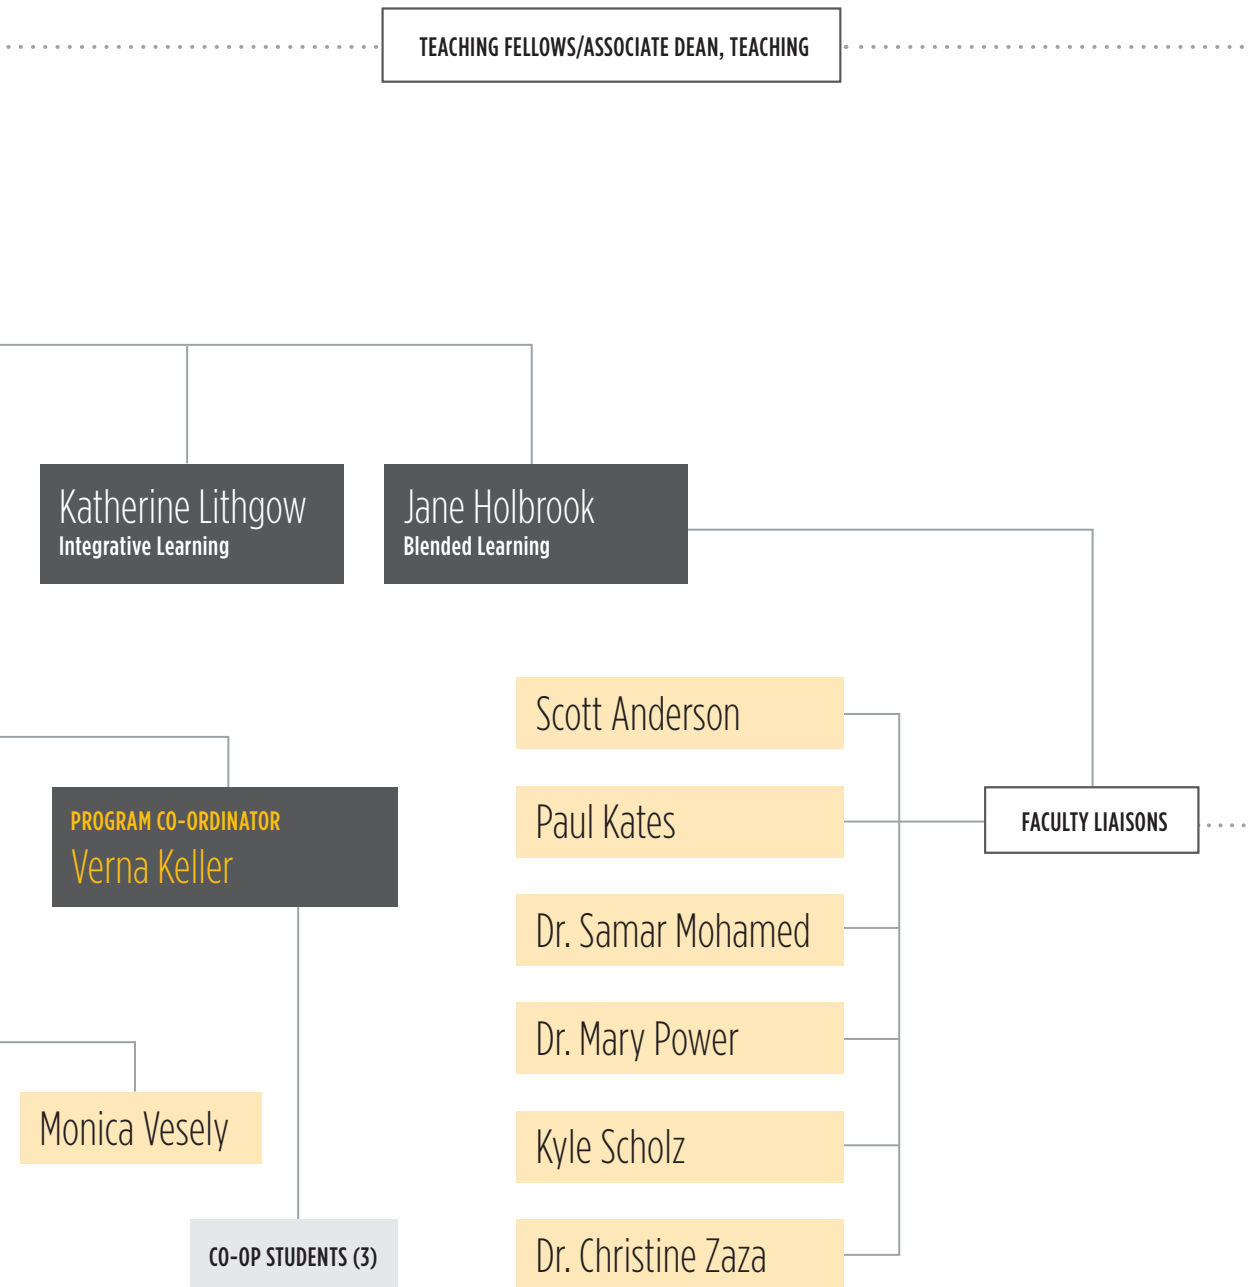 TEACHING FELLOWS/ASSOCIATE DEAN, TEACHING
Katherine Lithgow
Integrative Learning
Jane Holbrook
Blended Learning
Scott Anderson
PROGRAM CO-ORDINATOR
Verna Keller
Paul Kates
FACULTY LIAISONS
Dr. Samar Mohamed
Dr. Mary Power
Monica Vesely
Kyle Scholz
CO-OP STUDENTS (3)
Dr. Christine Zaza